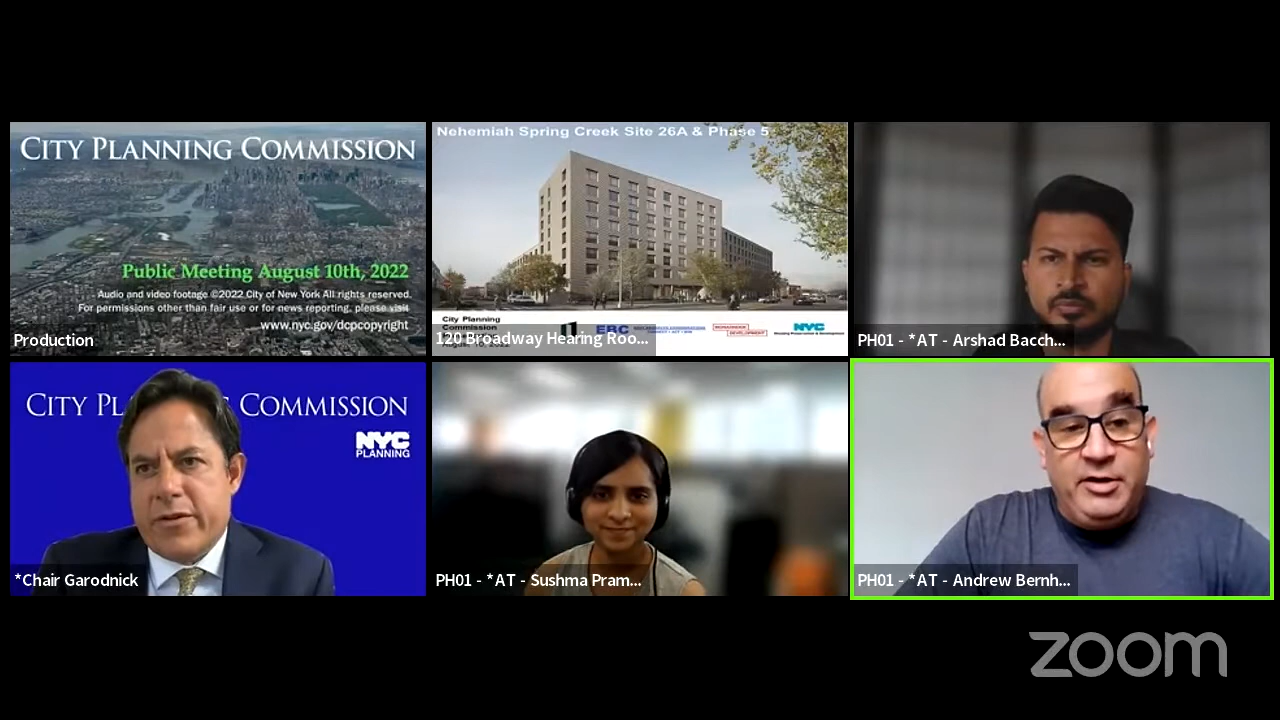 CITY PLANNING COMMISSION
Public Meeting August 10th, 2022
Audio and video footage ©2022 City of New York All rights reserved.
For permissions other than fair use or for news reporting, please visit
www.nyc.gov/dcpcopyright
Production
Nehemiah Spring Creek Site 26A & Phase 5
City Planning
Commission
EBC
NYC
120 Broadway Hearing Roo...
PH01 - *AT - Arshad Bacch...
CITY PL COMMISSION
NYC
PLANNING
*Chair Garodnick
PH01 - *AT - Sushma Pram...
PH01 - *AT - Andrew Bernh...
zoom